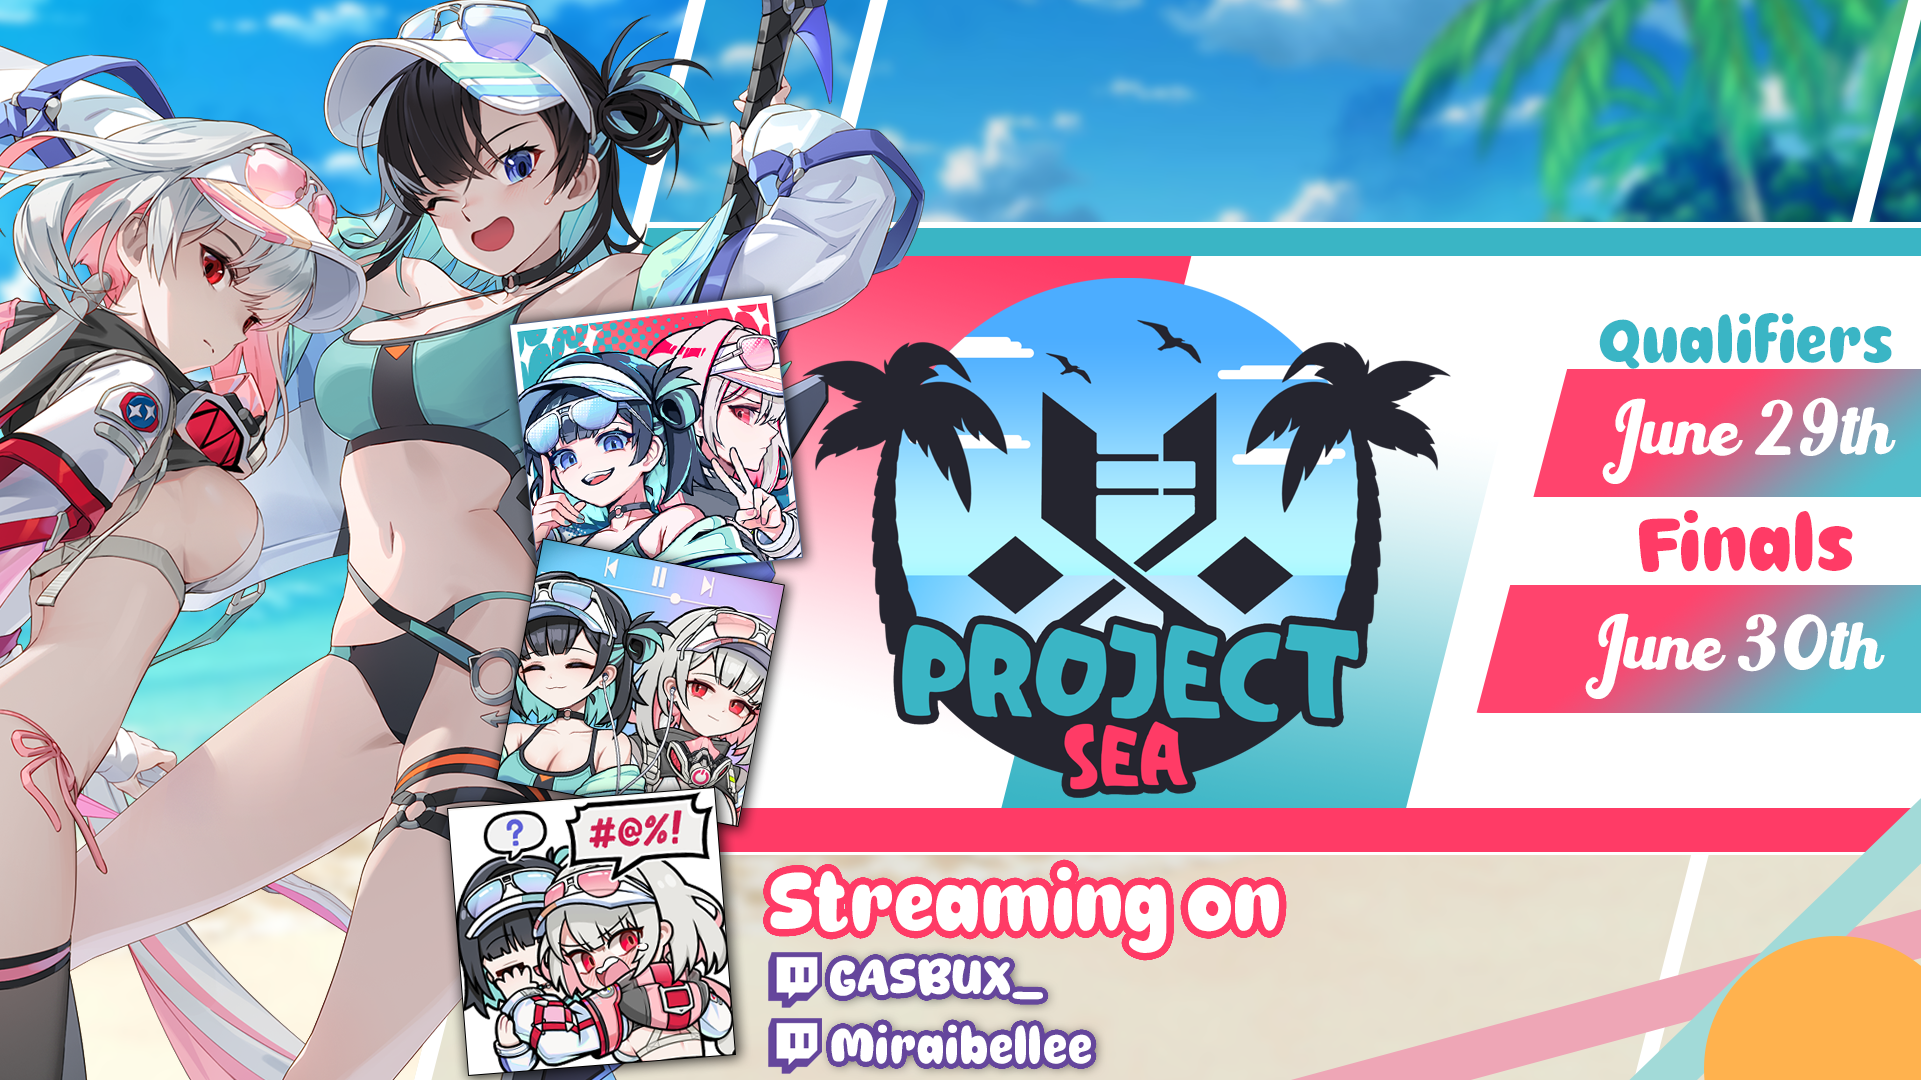 Qualifiers
June 29th
Finals
June 30th
PROJECT
SEA
?
#@%!
Streaming on
GASBUX_
Miraibellee